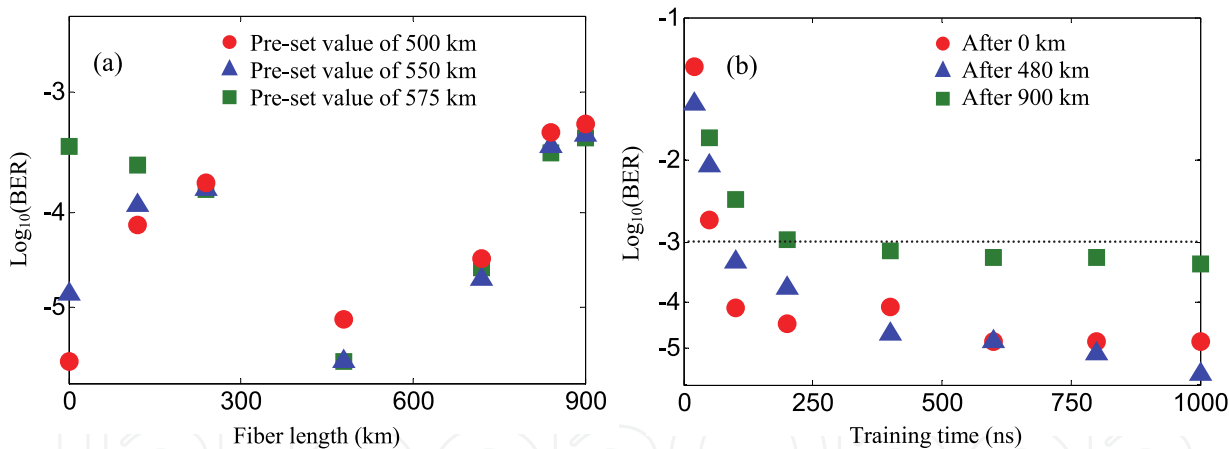 (a)
Pre-set value of 500 km
Pre-set value of 550 km
Pre-set value of 575 km
Log₁₀(BER)
-3
-4
-5
0
300
600
900
Fiber length (km)
(b)
After 0 km
After 480 km
After 900 km
Log₁₀(BER)
-1
-2
-3
-4
-5
0
250
500
750
1000
Training time (ns)